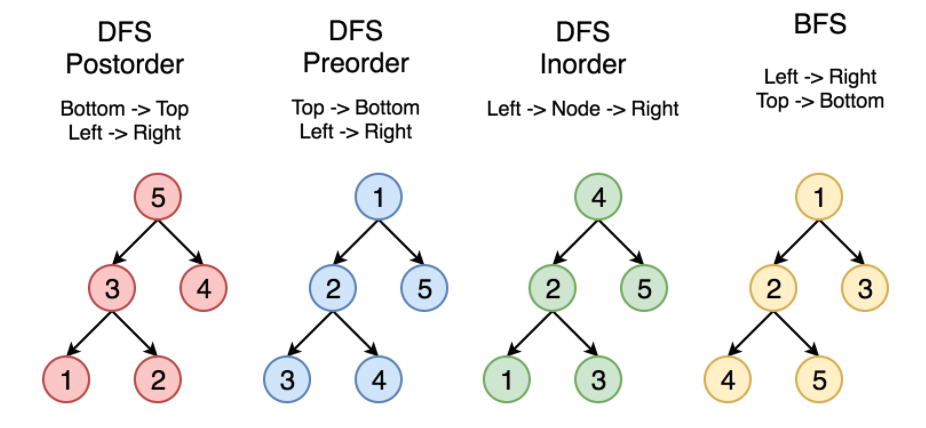 DFS
Postorder
Bottom -> Top
Left -> Right
5
3
4
1
2
DFS
Preorder
Top -> Bottom
Left -> Right
1
2
5
3
4
DFS
Inorder
Left -> Node -> Right
4
2
5
1
3
BFS
Left -> Right
Top -> Bottom
1
2
3
4
5